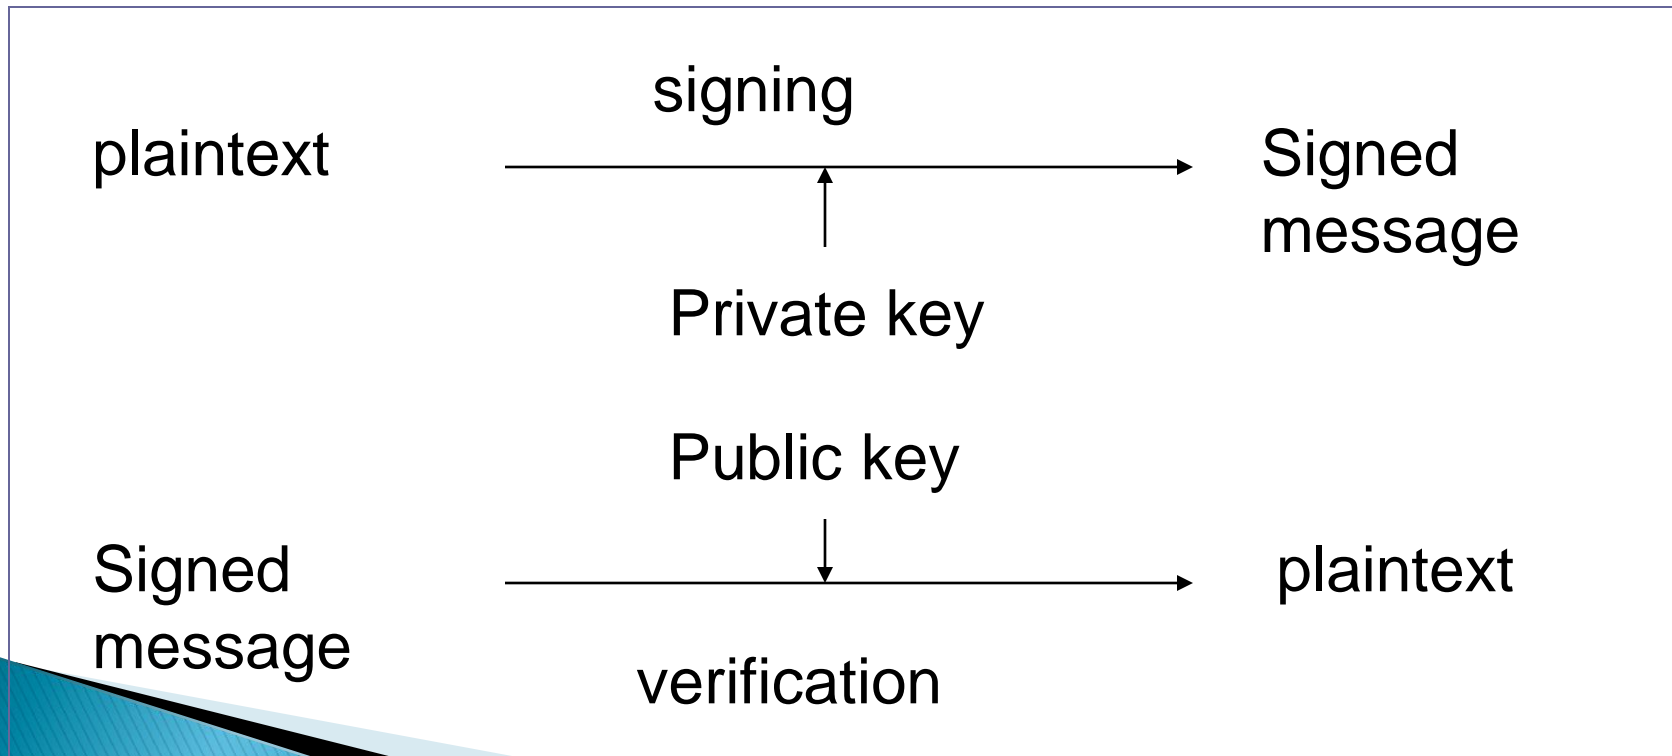 signing
plaintext
Signed
message
Private key
Public key
Signed
message
plaintext
verification